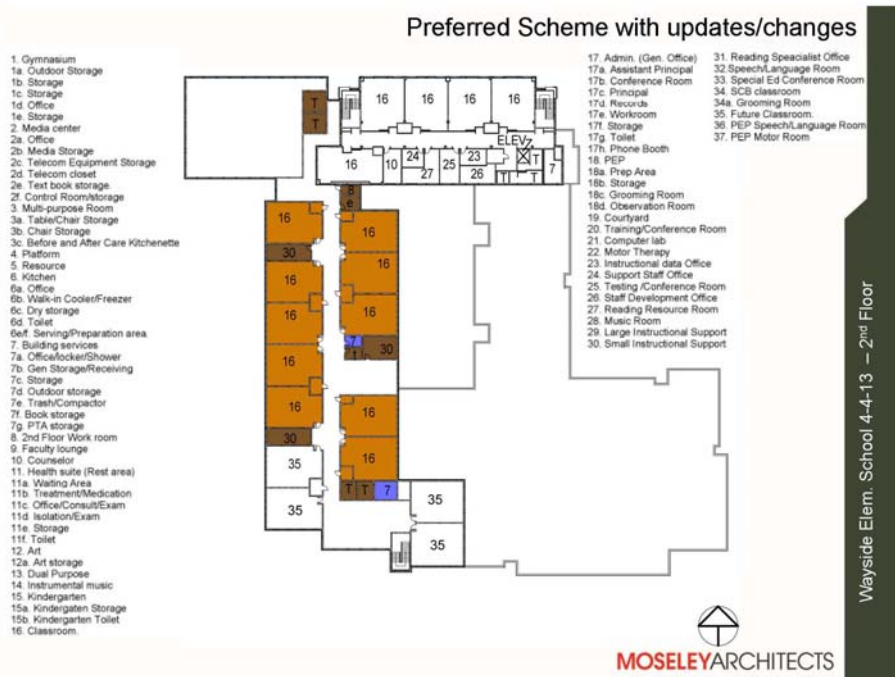 Preferred Scheme with updates/changes
1. Gymnasium
1a. Outdoor Storage
1b. Storage
1c. Storage
1d. Office
1e. Storage
2. Media center
2a. Office
2b. Media Storage
2c. Telecom Equipment Storage
2d. Telecom closet
2e. Text book storage.
2f. Control Room/storage
3. Multi-purpose Room
3a. Table/Chair Storage
3b. Chair Storage
3c. Before and After Care Kitchenette
4. Platform
5. Resource
6. Kitchen
6a. Office
6b. Walk-in Cooler/Freezer
6c. Dry storage
6d. Toilet
6e/f. Serving/Preparation area
7. Building services
7a. Office/locker/Shower
7b. Gen Storage/Receiving
7c. Storage
7d. Outdoor storage
7e. Trash/Compactor
7f. Book storage
7g. PTA storage
8. 2nd Floor Work room
9. Faculty lounge
10. Counselor
11. Health suite (Rest area)
11a. Waiting Area
11b. Treatment/Medication
11c. Office/Consult/Exam
11d. Isolation/Exam
11e. Storage
11f. Toilet
12. Art
12a. Art storage
13. Dual Purpose
14. Instrumental music
15. Kindergarten
15a. Kindergaten Storage
15b. Kindergarten Toilet
16. Classroom.
17. Admin. (Gen. Office)
17a. Assistant Principal
17b. Conference Room
17c. Principal
17d. Records
17e. Workroom
17f. Storage
17g. Toilet
17h. Phone Booth
18. PEP
18a. Prep Area
18b. Storage
18c. Grooming Room
18d. Observation Room
19. Courtyard
20. Training/Conference Room
21. Computer lab
22. Motor Therapy
23. Instructional data Office
24. Support Staff Office
25. Testing /Conference Room
26. Staff Development Office
27. Reading Resource Room
28. Music Room
29. Large Instructional Support
30. Small Instructional Support
31. Reading Speacialist Office
32.Speech/Language Room
33. Special Ed Conference Room
34. SCB classroom
34a. Grooming Room
35. Future Classroom.
36. PEP Speech/Language Room
37. PEP Motor Room
16 16 16 16
T
T
ELEV.
16 10 24 27 25 23 26 T T T 7
8
e
16 16
30 16
16
16 16
7 30
T
16
16 16
30 16
35 T T 7 35
35 35
Wayside Elem. School 4-4-13 – 2nd Floor
MOSELEYARCHITECTS